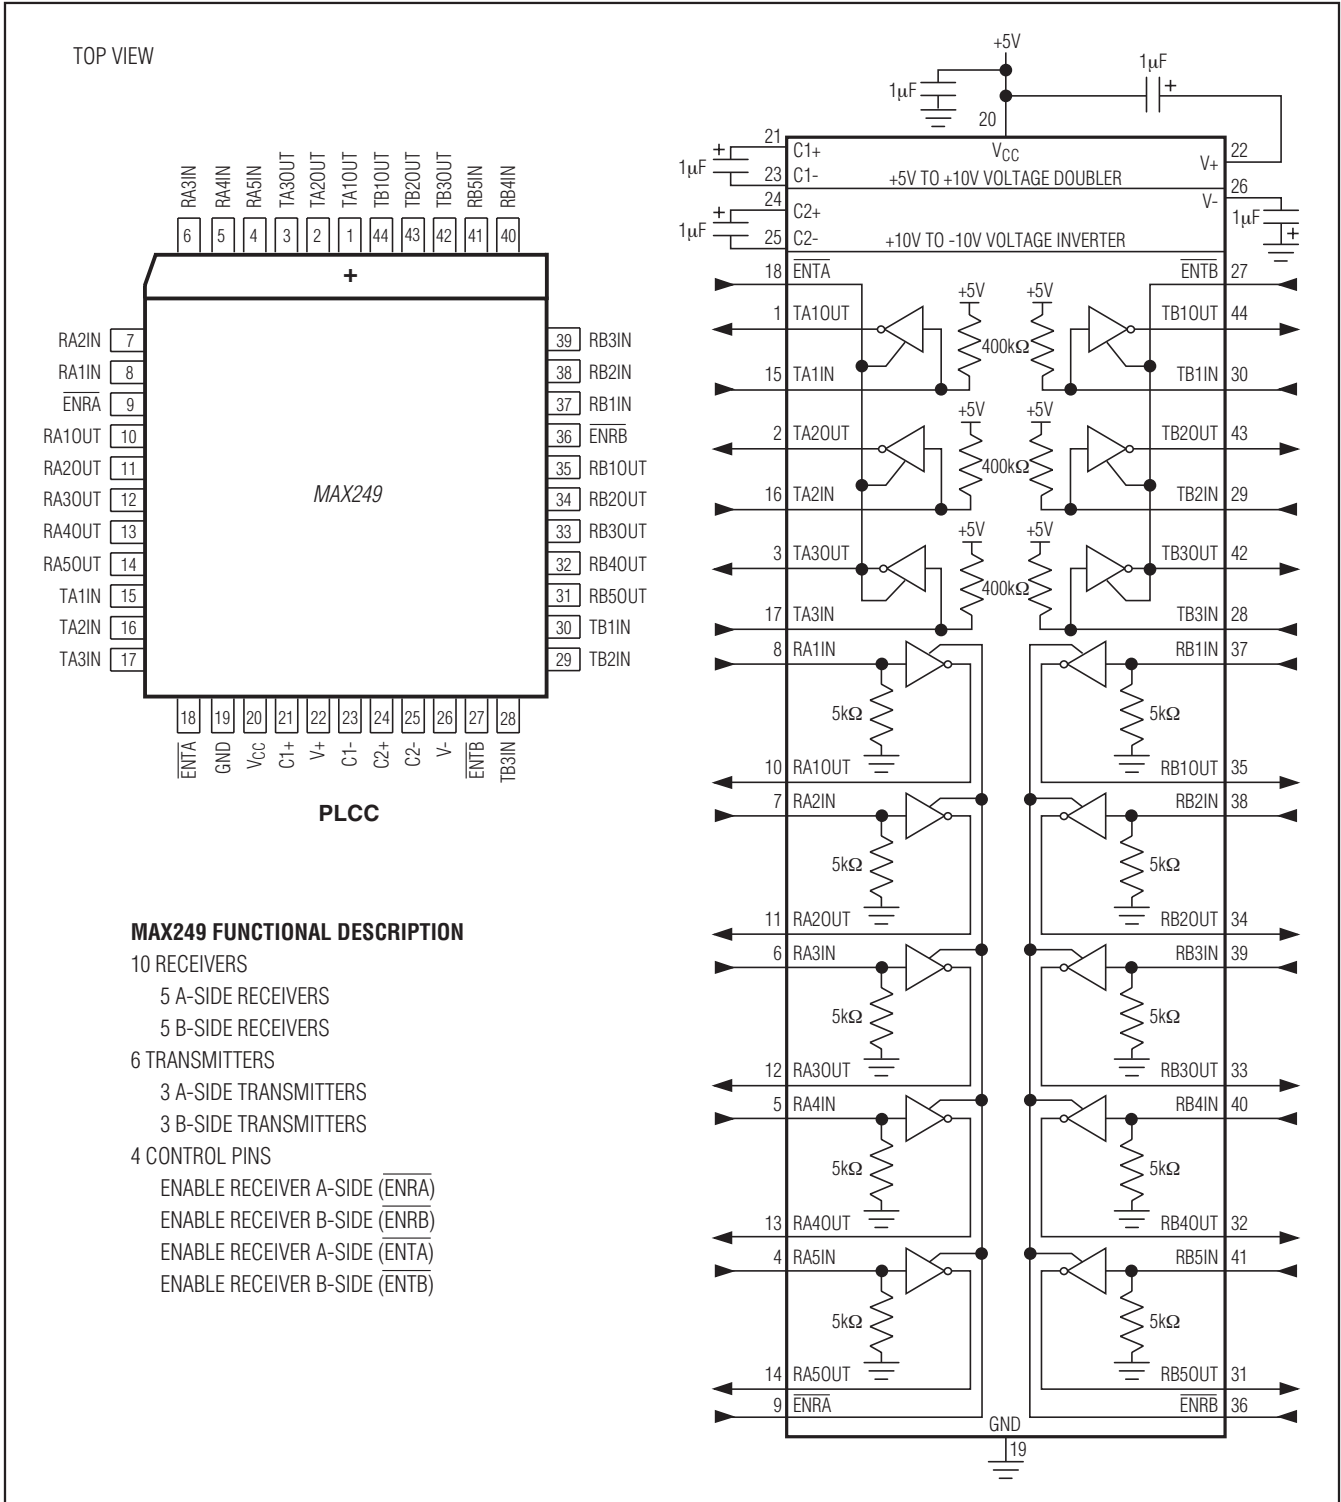 TOP VIEW
RA3IN RA4IN RA5IN TA3OUT TA2OUT TA1OUT TB1OUT TB2OUT TB3OUT RB5IN RB4IN
6 5 4 3 2 1 44 43 42 41 40
+
RA2IN 7
RA1IN 8
E̅N̅R̅A̅ 9
RA1OUT 10
RA2OUT 11
RA3OUT 12
RA4OUT 13
RA5OUT 14
TA1IN 15
TA2IN 16
TA3IN 17
MAX249
39 RB3IN
38 RB2IN
37 RB1IN
36 E̅N̅R̅B̅
35 RB1OUT
34 RB2OUT
33 RB3OUT
32 RB4OUT
31 RB5OUT
30 TB1IN
29 TB2IN
18 19 20 21 22 23 24 25 26 27 28
E̅N̅T̅A̅ GND VCC C1+ V+ C1- C2+ C2- V- E̅N̅T̅B̅ TB3IN
PLCC
MAX249 FUNCTIONAL DESCRIPTION
10 RECEIVERS
5 A-SIDE RECEIVERS
5 B-SIDE RECEIVERS
6 TRANSMITTERS
3 A-SIDE TRANSMITTERS
3 B-SIDE TRANSMITTERS
4 CONTROL PINS
ENABLE RECEIVER A-SIDE (E̅N̅R̅A̅)
ENABLE RECEIVER B-SIDE (E̅N̅R̅B̅)
ENABLE RECEIVER A-SIDE (E̅N̅T̅A̅)
ENABLE RECEIVER B-SIDE (E̅N̅T̅B̅)
+5V
1µF
1µF +
20
VCC
21 C1+
+ 1µF
23 C1-
+5V TO +10V VOLTAGE DOUBLER
V+ 22
24 C2+
+ 1µF
25 C2-
+10V TO -10V VOLTAGE INVERTER
V- 26
1µF +
18 E̅N̅T̅A̅ E̅N̅T̅B̅ 27
+5V +5V
1 TA1OUT TB1OUT 44
400kΩ
15 TA1IN TB1IN 30
+5V +5V
2 TA2OUT TB2OUT 43
400kΩ
16 TA2IN TB2IN 29
+5V +5V
3 TA3OUT TB3OUT 42
400kΩ
17 TA3IN TB3IN 28
8 RA1IN RB1IN 37
5kΩ 5kΩ
10 RA1OUT RB1OUT 35
7 RA2IN RB2IN 38
5kΩ 5kΩ
11 RA2OUT RB2OUT 34
6 RA3IN RB3IN 39
5kΩ 5kΩ
12 RA3OUT RB3OUT 33
5 RA4IN RB4IN 40
5kΩ 5kΩ
13 RA4OUT RB4OUT 32
4 RA5IN RB5IN 41
5kΩ 5kΩ
14 RA5OUT RB5OUT 31
9 E̅N̅R̅A̅ E̅N̅R̅B̅ 36
GND
19